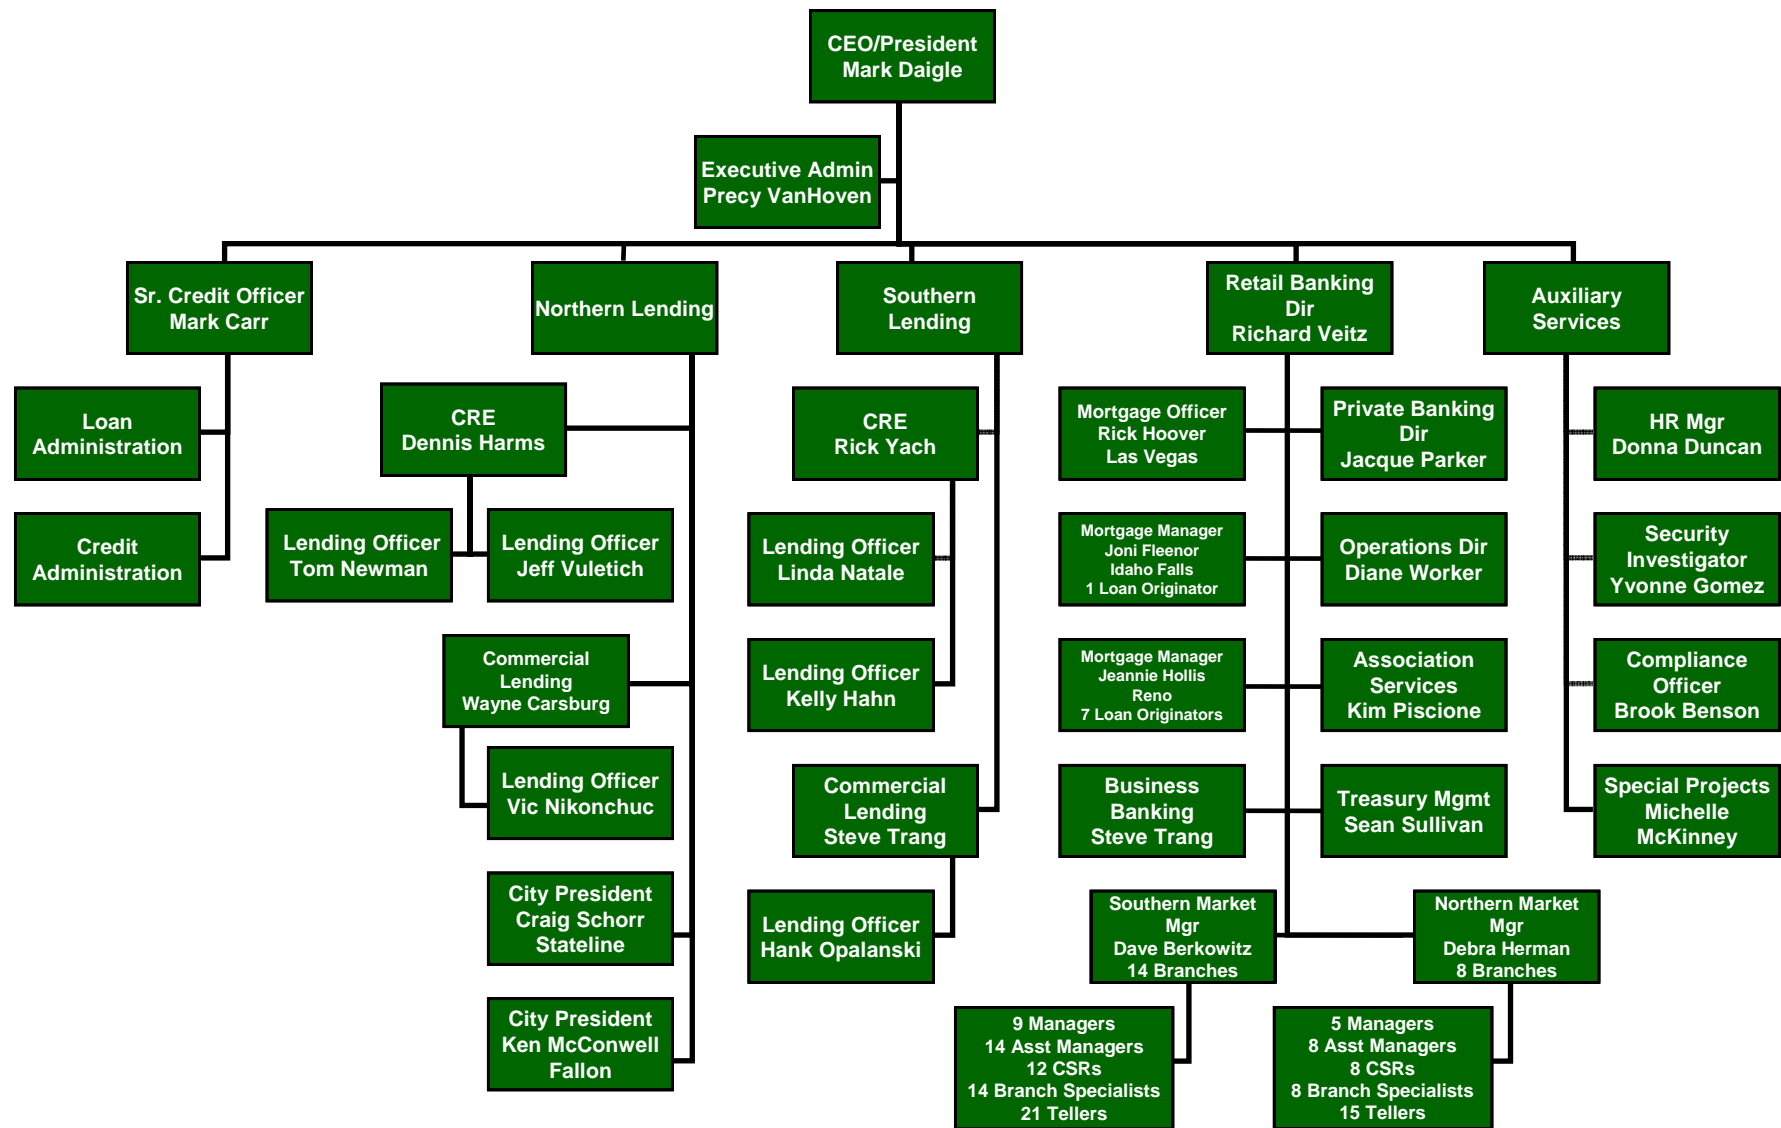 CEO/President
Mark Daigle
Executive Admin
Precy VanHoven
Sr. Credit Officer
Mark Carr
Northern Lending
Southern
Lending
Retail Banking
Dir
Richard Veitz
Auxiliary
Services
Loan
Administration
Credit
Administration
CRE
Dennis Harms
Lending Officer
Tom Newman
Lending Officer
Jeff Vuletich
Commercial
Lending
Wayne Carsburg
Lending Officer
Vic Nikonchuc
City President
Craig Schorr
Stateline
City President
Ken McConwell
Fallon
CRE
Rick Yach
Lending Officer
Linda Natale
Lending Officer
Kelly Hahn
Commercial
Lending
Steve Trang
Lending Officer
Hank Opalanski
Mortgage Officer
Rick Hoover
Las Vegas
Private Banking
Dir
Jacque Parker
Mortgage Manager
Joni Fleenor
Idaho Falls
1 Loan Originator
Operations Dir
Diane Worker
Mortgage Manager
Jeannie Hollis
Reno
7 Loan Originators
Association
Services
Kim Piscione
Business
Banking
Steve Trang
Treasury Mgmt
Sean Sullivan
Southern Market
Mgr
Dave Berkowitz
14 Branches
Northern Market
Mgr
Debra Herman
8 Branches
9 Managers
14 Asst Managers
12 CSRs
14 Branch Specialists
21 Tellers
5 Managers
8 Asst Managers
8 CSRs
8 Branch Specialists
15 Tellers
HR Mgr
Donna Duncan
Security
Investigator
Yvonne Gomez
Compliance
Officer
Brook Benson
Special Projects
Michelle
McKinney